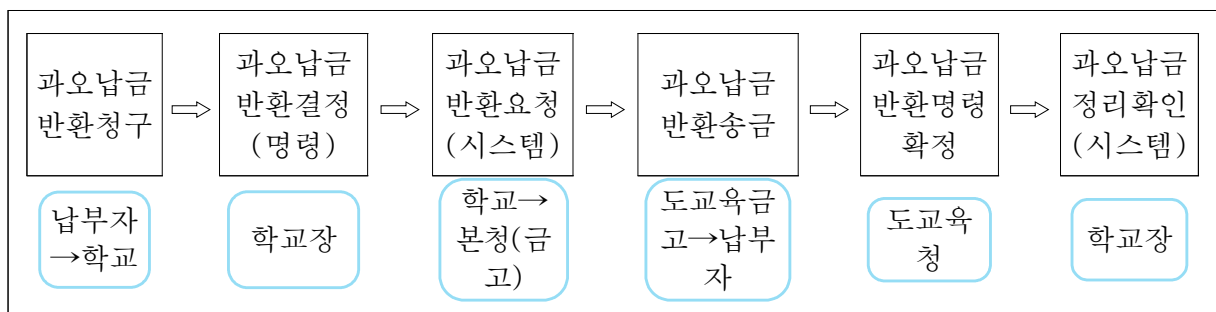 과오납금
반환청구
과오납금
반환결정
(명령)
과오납금
반환요청
(시스템)
과오납금
반환송금
과오납금
반환명령
확정
과오납금
정리확인
(시스템)
납부자
→학교
학교장
학교→
본청(금
고)
도교육금
고→납부
자
도교육
청
학교장